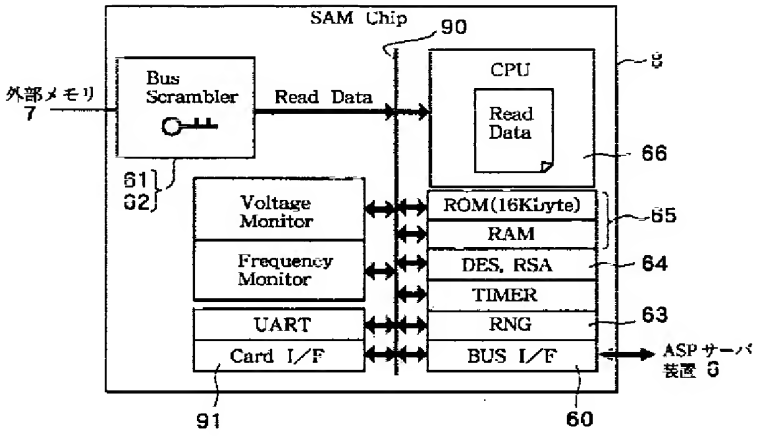 SAM Chip
90
8
Bus
Scrambler
外部メモリ
7
Read Data
CPU
Read
Data
66
61
62
Voltage
Monitor
Frequency
Monitor
UART
Card I/F
ROM(16Kbyte)
RAM
65
DES, RSA
64
TIMER
RNG
63
BUS I/F
ASPサーバ
装置 6
91
60